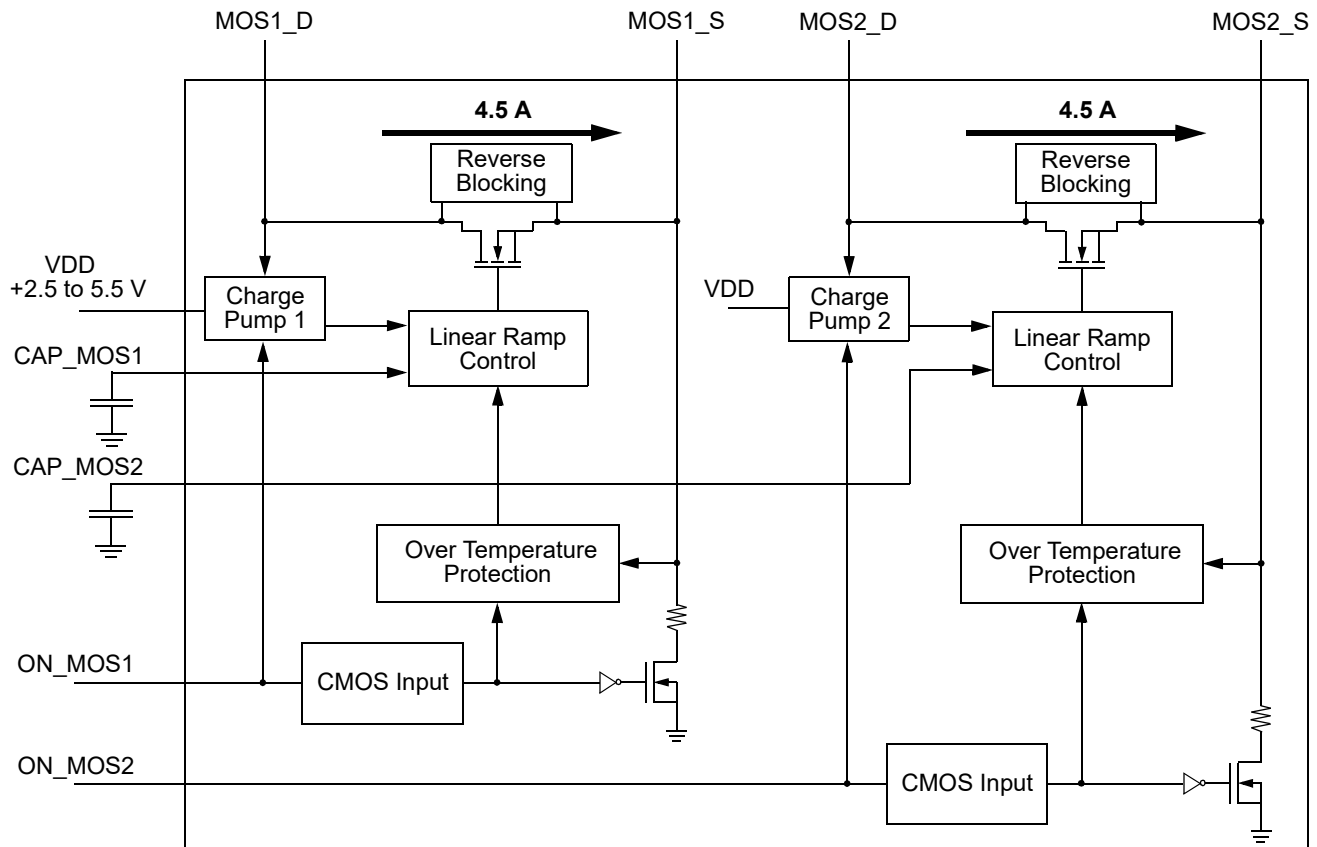 MOS1_D
MOS1_S
MOS2_D
MOS2_S
4.5 A
4.5 A
Reverse
Blocking
Reverse
Blocking
VDD
+2.5 to 5.5 V
Charge
Pump 1
Linear Ramp
Control
VDD
Charge
Pump 2
Linear Ramp
Control
CAP_MOS1
CAP_MOS2
Over Temperature
Protection
Over Temperature
Protection
ON_MOS1
CMOS Input
ON_MOS2
CMOS Input